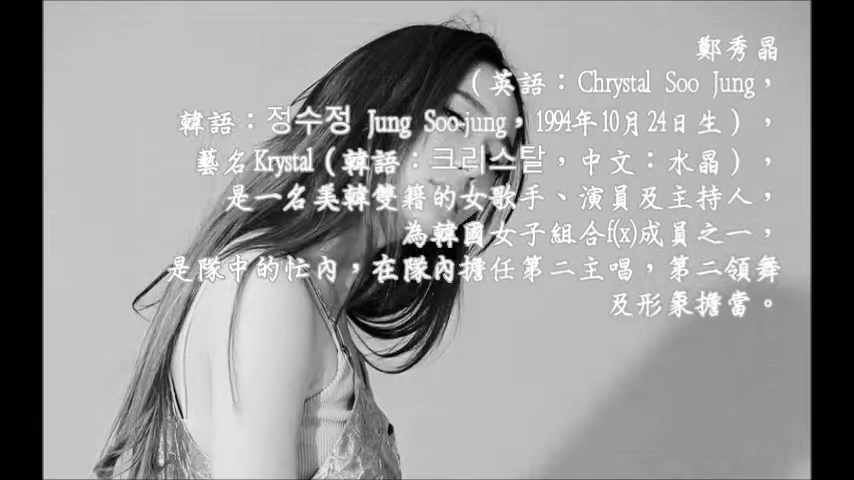 鄭秀晶
（英語：Chrystal Soo Jung，
韓語：정수정 Jung Soo-jung，1994年10月24日生），
藝名Krystal（韓語：크리스탈，中文：水晶），
是一名美韓雙籍的女歌手、演員及主持人，
為韓國女子組合f(x)成員之一，
是隊中的忙內，在隊內擔任第二主唱，第二領舞
及形象擔當。